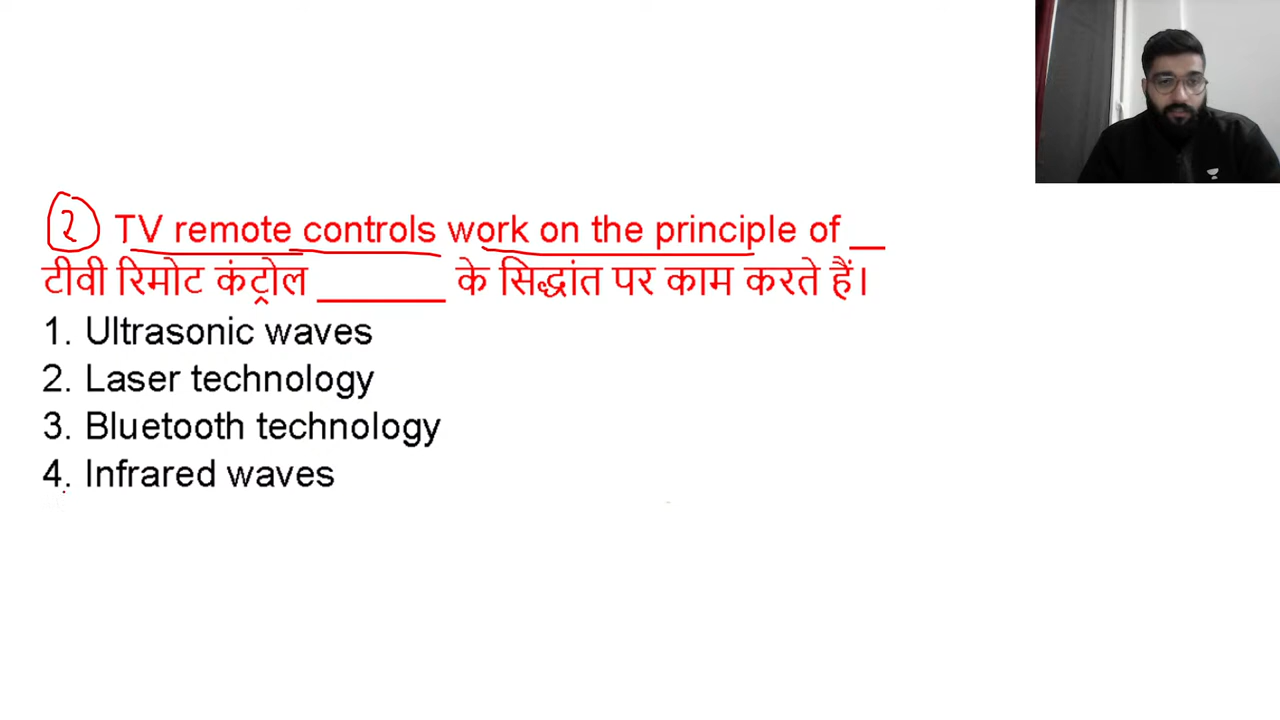 2 TV remote controls work on the principle of __
टीवी रिमोट कंट्रोल ______ के सिद्धांत पर काम करते हैं।
1. Ultrasonic waves
2. Laser technology
3. Bluetooth technology
4. Infrared waves